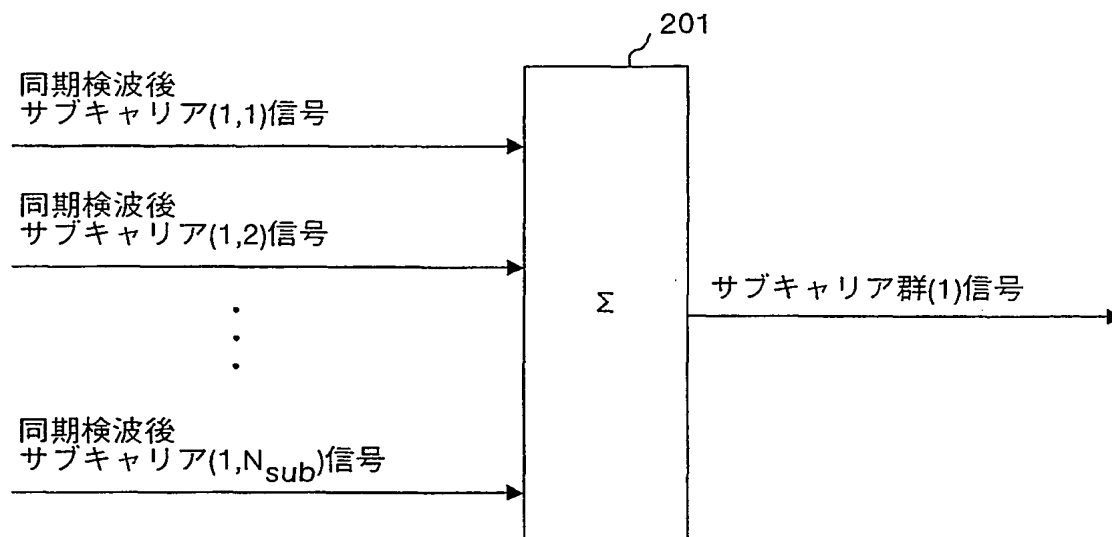 201
同期検波後
サブキャリア(1,1)信号
同期検波後
サブキャリア(1,2)信号
Σ
サブキャリア群(1)信号
同期検波後
サブキャリア(1,Nsub)信号